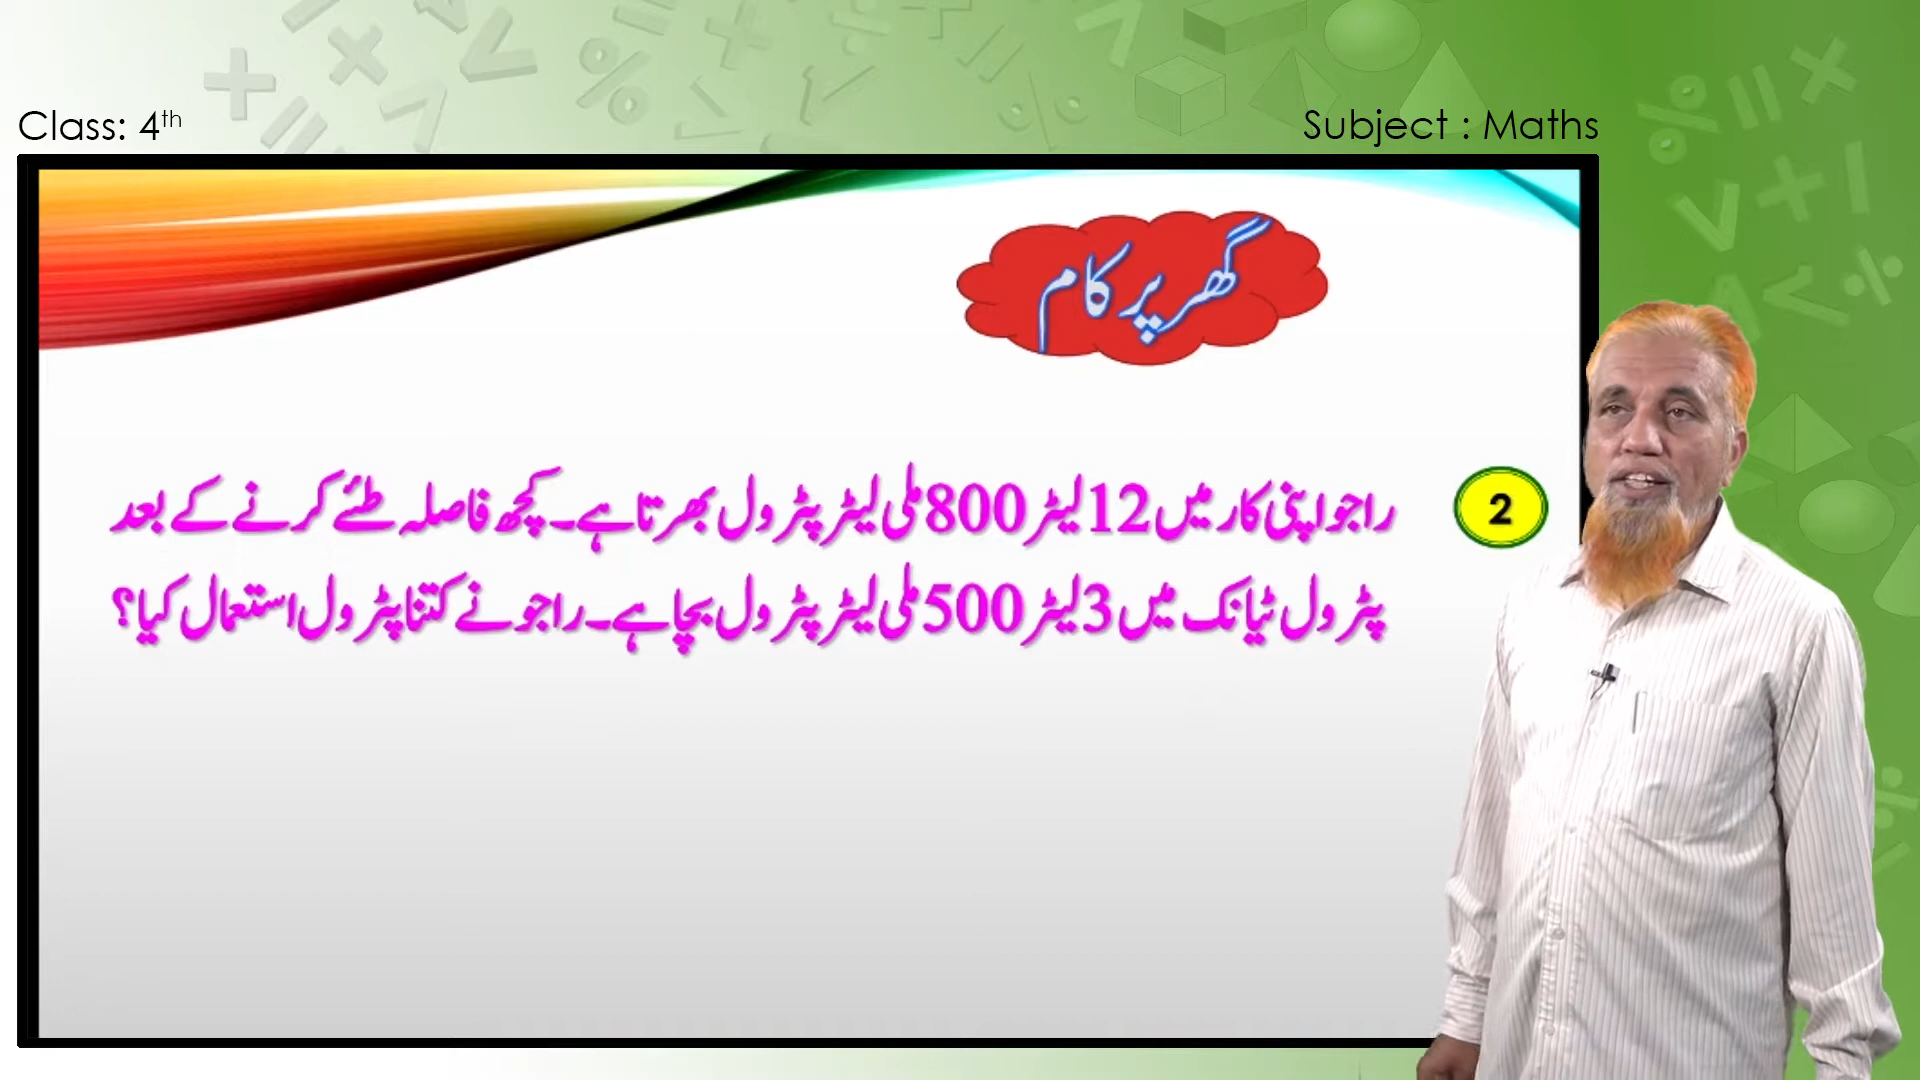 Class: 4th
Subject : Maths
گھر پر کام
2
راجو اپنی کار میں 12 لیٹر 800 ملی لیٹر پٹرول بھرتا ہے۔ کچھ فاصلہ طئے کرنے کے بعد
پٹرول ٹیانک میں 3 لیٹر 500 ملی لیٹر پٹرول بچا ہے۔ راجو نے کتنا پٹرول استعمال کیا؟